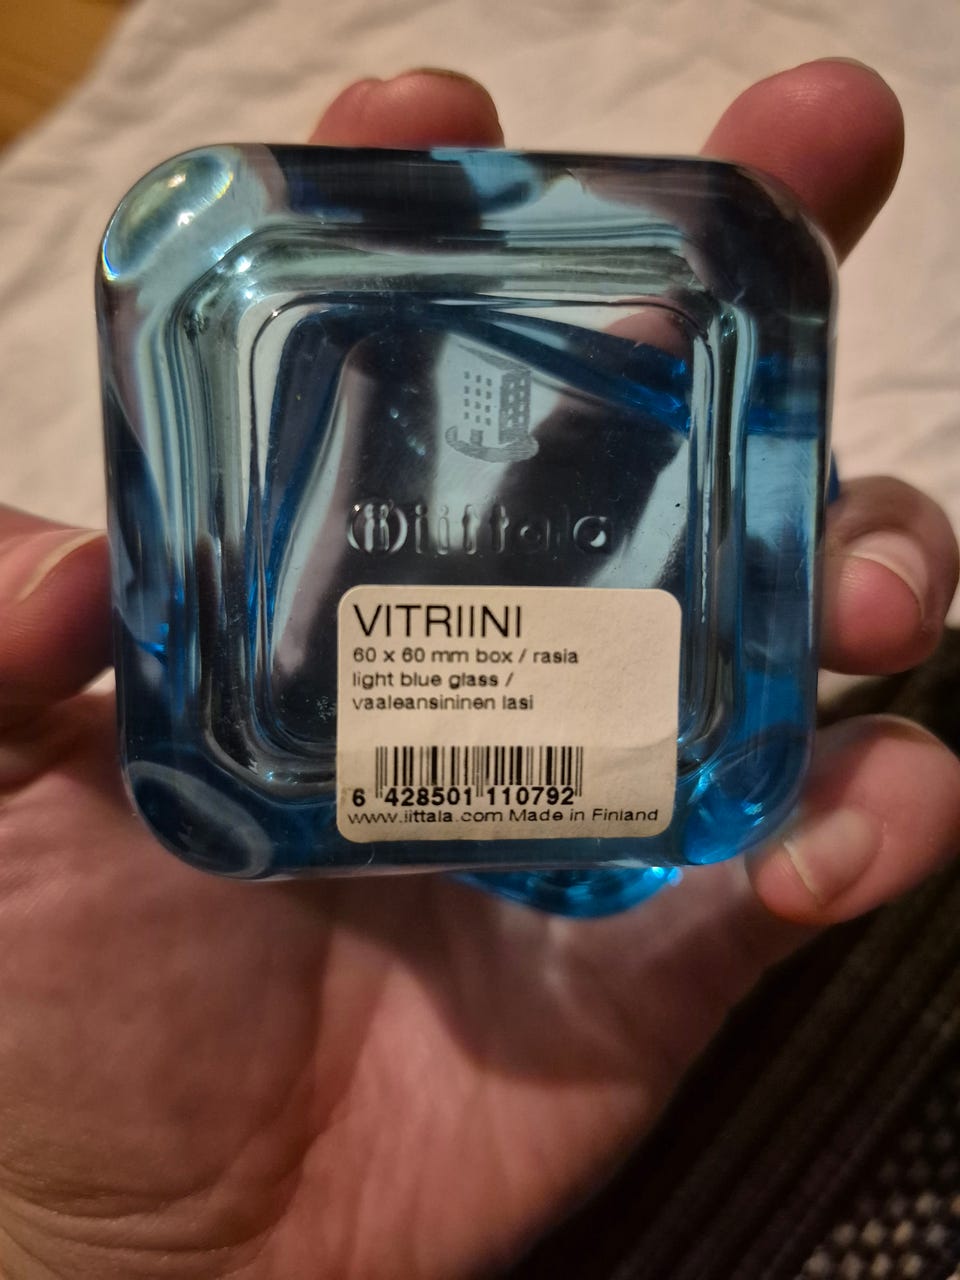 iittala
VITRIINI
60 x 60 mm box / rasia
light blue glass /
vaaleansininen lasi
6 428501 110792
www.iittala.com Made in Finland